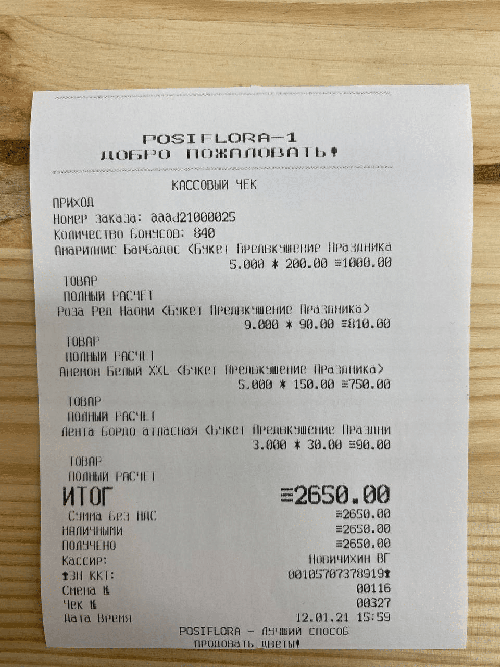 POSIFLORA-1
ДОБРО ПОЖАЛОВАТЬ!
КАССОВЫЙ ЧЕК
ПРИХОД
Номер заказа: aaad21000025
Количество бонусов: 840
Амариллис Барбадос (Букет Предвкушение Праздника
5.000 * 200.00 ≡1000.00
ТОВАР
ПОЛНЫЙ РАСЧЕТ
Роза Ред Наоми (Букет Предвкушение Праздника)
9.000 * 90.00 ≡810.00
ТОВАР
ПОЛНЫЙ РАСЧЕТ
Анемон Белый XXL (Букет Предвкушение Праздника)
5.000 * 150.00 ≡750.00
ТОВАР
ПОЛНЫЙ РАСЧЕТ
Лента Бордо атласная (Букет Предвкушение Праздни
3.000 * 30.00 ≡90.00
ТОВАР
ПОЛНЫЙ РАСЧЕТ
ИТОГ ≡2650.00
Сумма без НДС ≡2650.00
НАЛИЧНЫМИ ≡2650.00
ПОЛУЧЕНО ≡2650.00
Кассир: Новичихин ВГ
*ЗН ККТ: 00105707378919*
Смена № 00116
Чек № 00327
Дата Время 12.01.21 15:59
POSIFLORA - ЛУЧШИЙ СПОСОБ
ПРОДОВАТЬ ЦВЕТЫ!